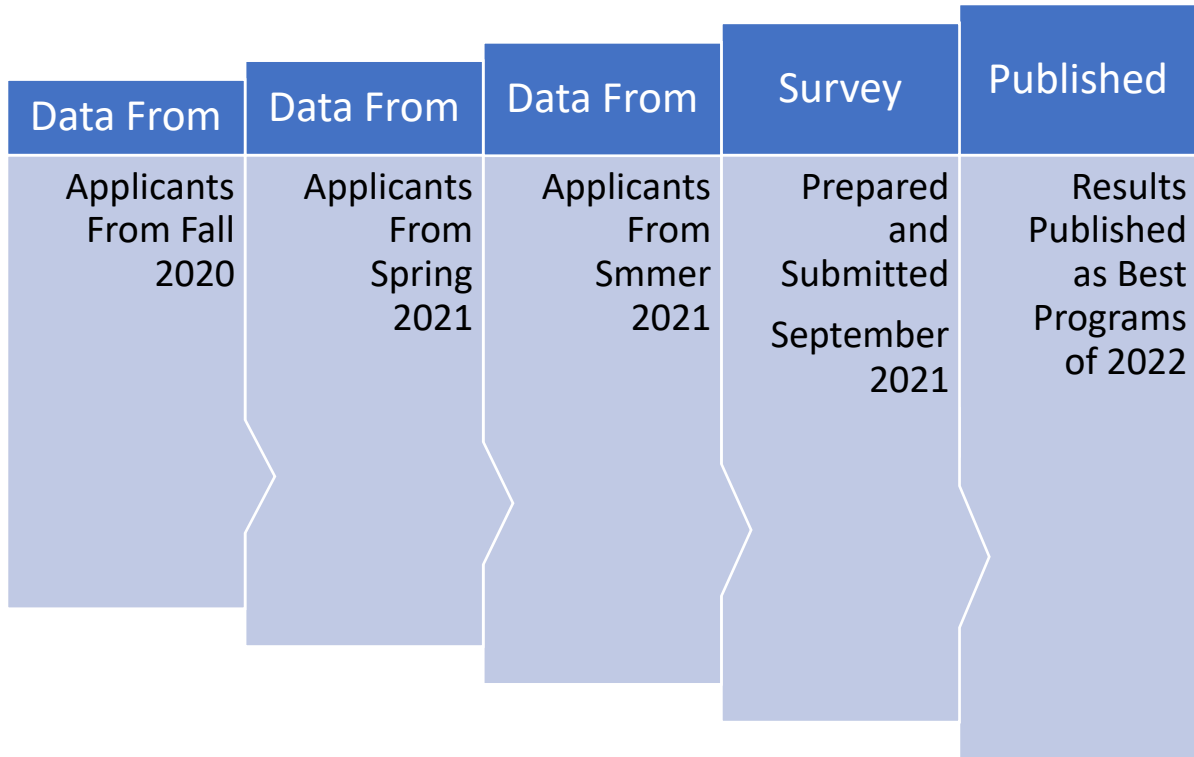 Data From
Applicants
From Fall
2020
Data From
Applicants
From
Spring
2021
Data From
Applicants
From
Smmer
2021
Survey
Prepared
and
Submitted
September
2021
Published
Results
Published
as Best
Programs
of 2022